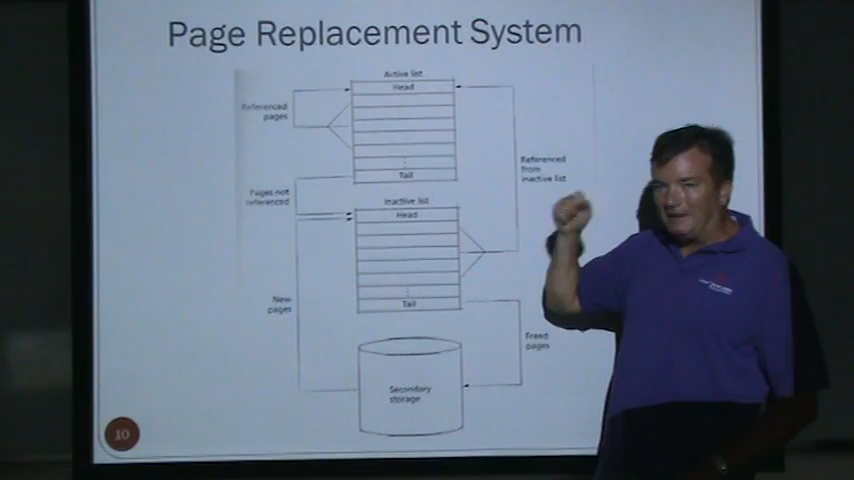 Page Replacement System
Active list
Head
Referenced
pages
Tail
Referenced
from
inactive list
Pages not
referenced
Inactive list
Head
New
pages
Tail
Freed
pages
Secondary
storage
10